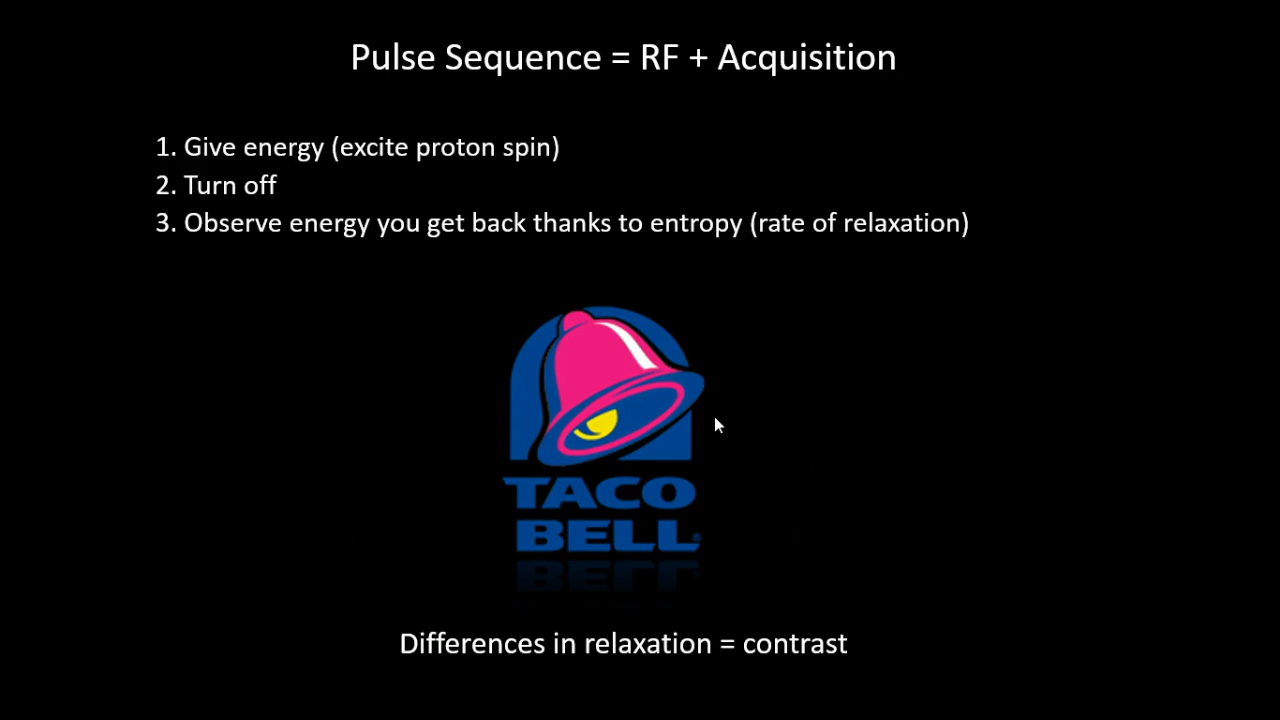 Pulse Sequence = RF + Acquisition
1. Give energy (excite proton spin)
2. Turn off
3. Observe energy you get back thanks to entropy (rate of relaxation)
TACO
BELL®
Differences in relaxation = contrast